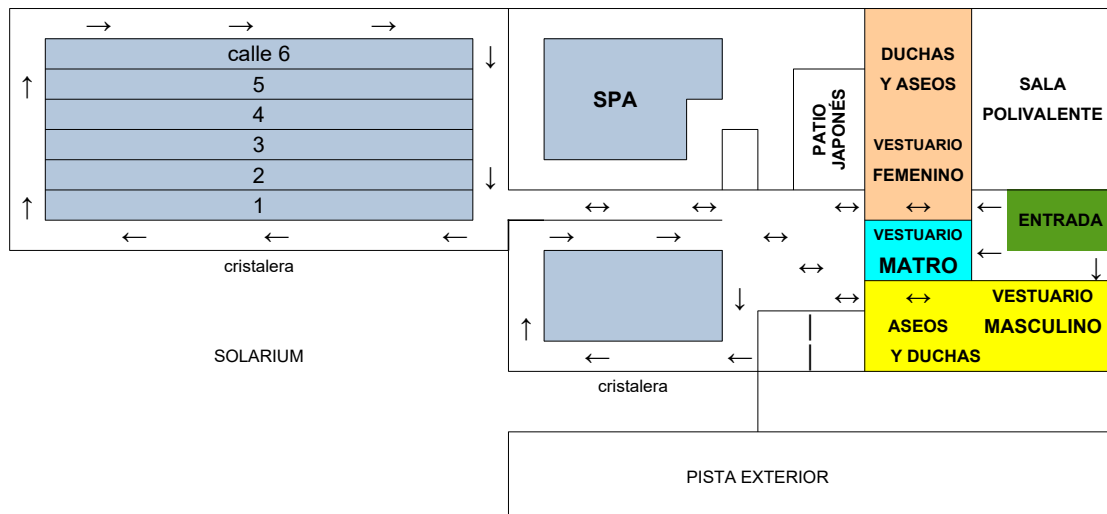 calle 6
5
4
3
2
1
cristalera
SOLARIUM
SPA
PATIO
JAPONÉS
DUCHAS
Y ASEOS
VESTUARIO
FEMENINO
SALA
POLIVALENTE
ENTRADA
VESTUARIO
MATRO
VESTUARIO
MASCULINO
ASEOS
Y DUCHAS
cristalera
PISTA EXTERIOR